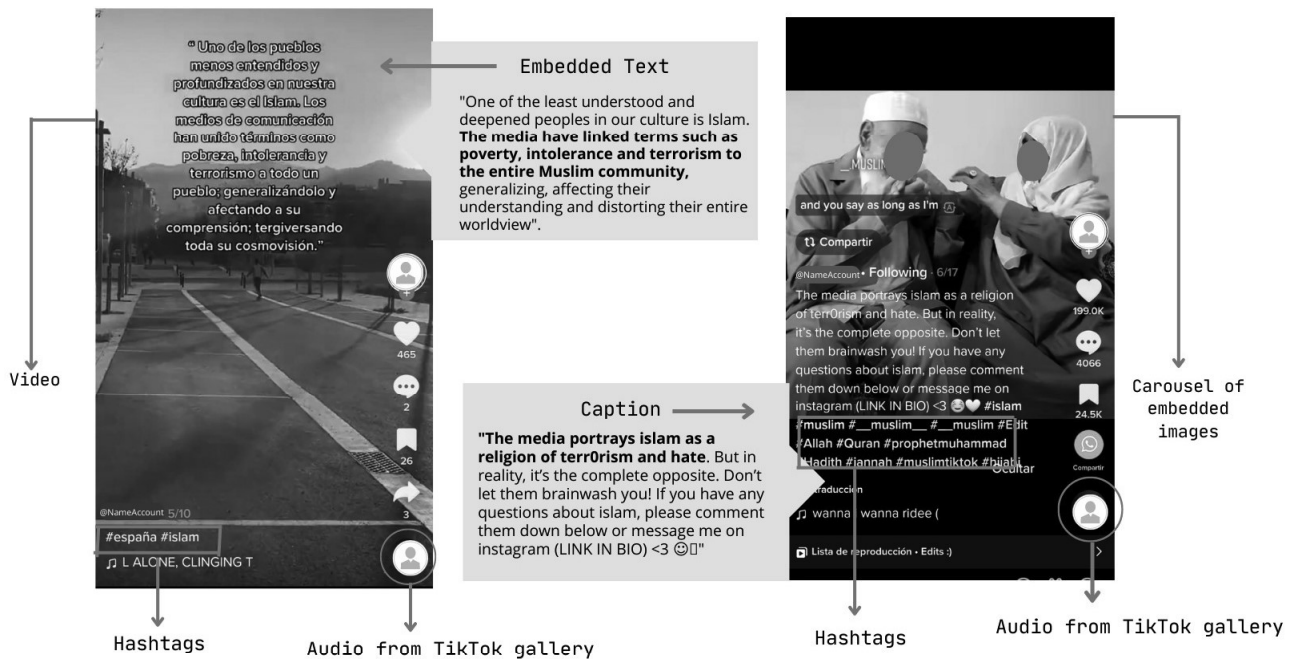 “ Uno de los pueblos
menos entendidos y
profundizados en nuestra
cultura es el Islam. Los
medios de comunicación
han unido términos como
pobreza, intolerancia y
terrorismo a todo un
pueblo; generalizándolo y
afectando a su
comprensión; tergiversando
toda su cosmovisión.”
465
2
26
3
@NameAccount 5/10
#españa #islam
L ALONE, CLINGING T
Video
Hashtags
Audio from TikTok gallery
Embedded Text
"One of the least understood and
deepened peoples in our culture is Islam.
The media have linked terms such as
poverty, intolerance and terrorism to
the entire Muslim community,
generalizing, affecting their
understanding and distorting their entire
worldview".
Caption
"The media portrays islam as a
religion of terr0rism and hate. But in
reality, it's the complete opposite. Don't
let them brainwash you! If you have any
questions about islam, please comment
them down below or message me on
instagram (LINK IN BIO) <3 ☺▯"
__MUSLIM
and you say as long as I'm
Compartir
@NameAccount • Following · 6/17
The media portrays islam as a religion
of terr0rism and hate. But in reality,
it's the complete opposite. Don't let
them brainwash you! If you have any
questions about islam, please comment
them down below or message me on
instagram (LINK IN BIO) <3 #islam
#muslim #__muslim__ #__muslim #Edit
#Allah #Quran #prophetmuhammad
#Hadith #jannah #muslimtiktok #hijabi
Ocultar
wanna wanna ridee (
Lista de reproducción • Edits :)
199.0K
4066
24.5K
Compartir
Carousel of
embedded
images
Hashtags
Audio from TikTok gallery